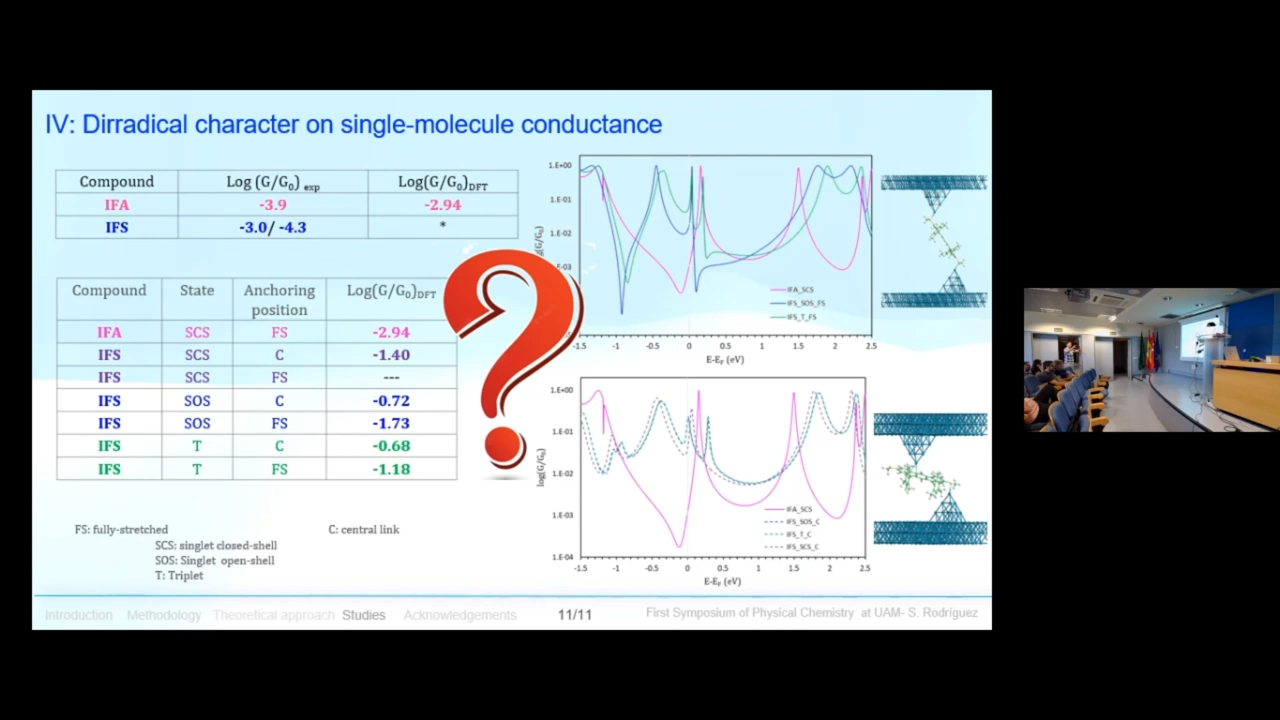 IV: Dirradical character on single-molecule conductance
Compound Log (G/G₀) exp Log(G/G₀)DFT
IFA -3.9 -2.94
IFS -3.0/ -4.3 *
Compound State Anchoring position Log(G/G₀)DFT
IFA SCS FS -2.94
IFS SCS C -1.40
IFS SCS FS ---
IFS SOS C -0.72
IFS SOS FS -1.73
IFS T C -0.68
IFS T FS -1.18
FS: fully-stretched C: central link
SCS: singlet closed-shell
SOS: Singlet open-shell
T: Triplet
1.E+00
1.E-01
1.E-02
E-03
(G/G₀)
IFA_SCS
IFS_SOS_FS
IFS_T_FS
-1.5 -1 -0.5 0 0.5 1 1.5 2 2.5
E-EF (eV)
1.E+00
1.E-01
1.E-02
1.E-03
1.E-04
log(G/G₀)
IFA_SCS
IFS_SOS_C
IFS_T_C
IFS_SCS_C
-1.5 -1 -0.5 0 0.5 1 1.5 2 2.5
E-EF (eV)
Introduction Methodology Theoretical approach Studies Acknowledgements 11/11 First Symposium of Physical Chemistry at UAM- S. Rodríguez